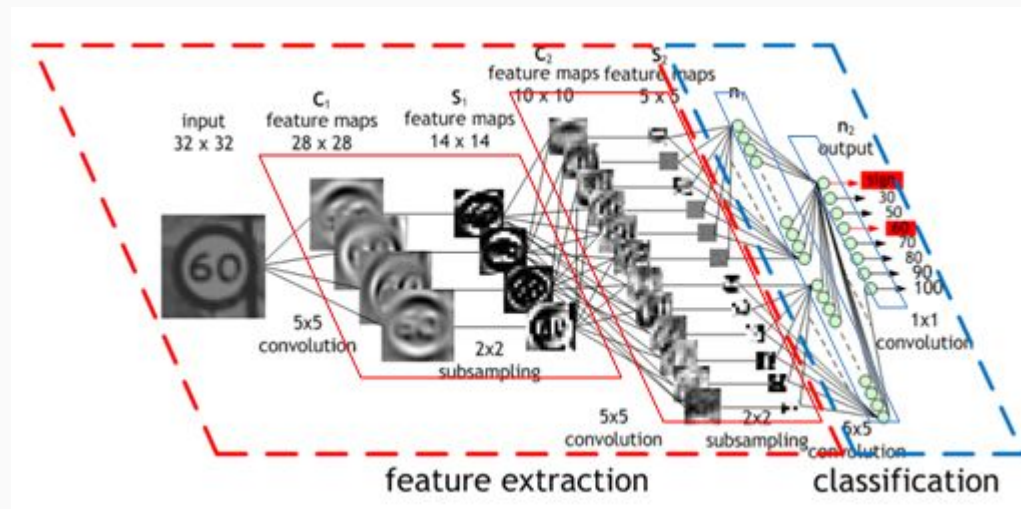 C₂
feature maps
10 x 10
S₂
feature maps
5 x 5
C₁
feature maps
28 x 28
S₁
feature maps
14 x 14
input
32 x 32
n₁
n₂
output
60
sign
30
50
60
70
80
90
100
5x5
convolution
2x2
subsampling
5x5
convolution
2x2
subsampling
1x1
convolution
convolution
feature extraction
classification